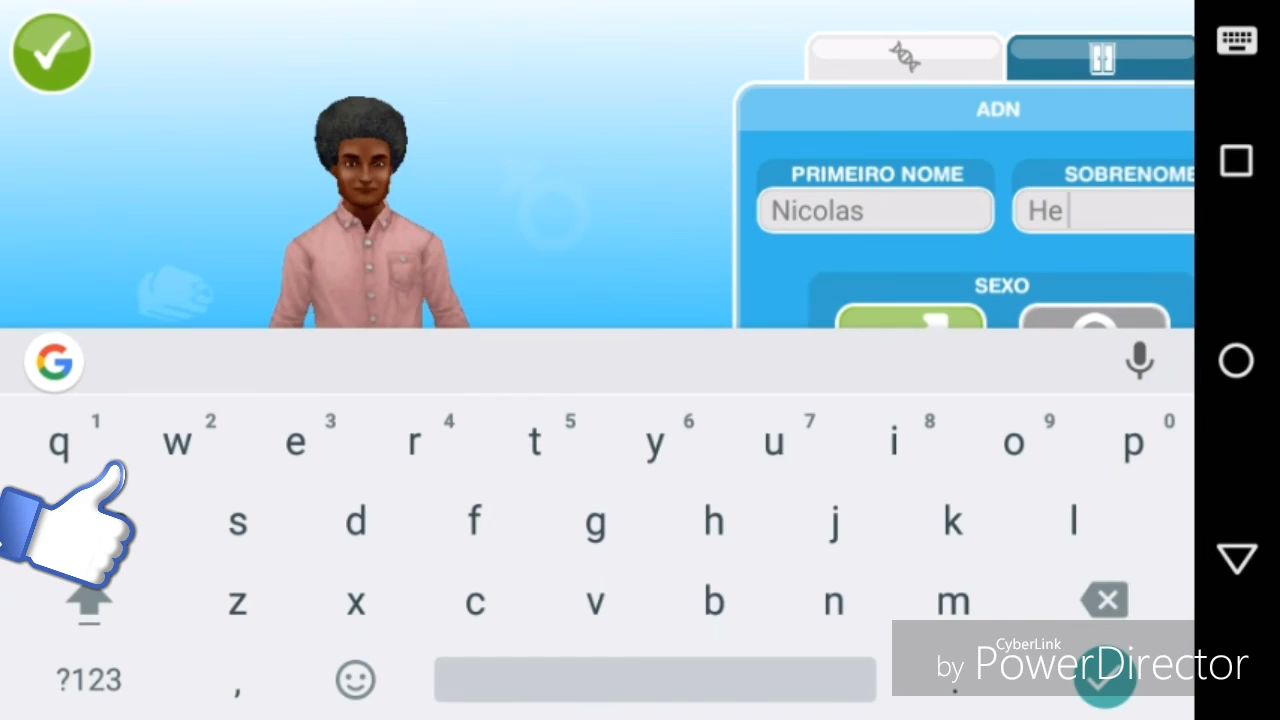 ADN
PRIMEIRO NOME SOBRENOME
Nicolas He
SEXO
G
1 2 3 4 5 6 7 8 9 0
q w e r t y u i o p
s d f g h j k l
z x c v b n m
?123 , .
CyberLink
by PowerDirector